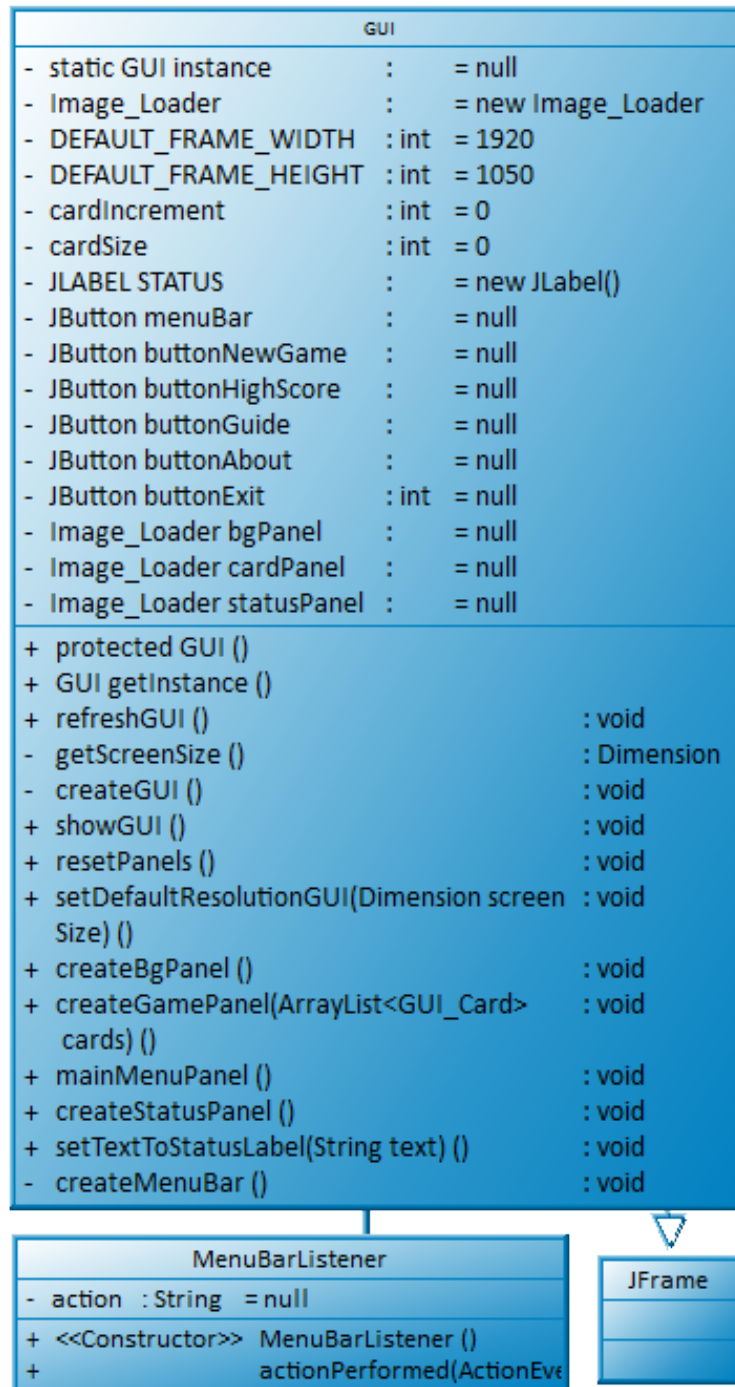 GUI
- static GUI instance : = null
- Image_Loader : = new Image_Loader
- DEFAULT_FRAME_WIDTH : int = 1920
- DEFAULT_FRAME_HEIGHT : int = 1050
- cardIncrement : int = 0
- cardSize : int = 0
- JLABEL STATUS : = new JLabel()
- JButton menuBar : = null
- JButton buttonNewGame : = null
- JButton buttonHighScore : = null
- JButton buttonGuide : = null
- JButton buttonAbout : = null
- JButton buttonExit : int = null
- Image_Loader bgPanel : = null
- Image_Loader cardPanel : = null
- Image_Loader statusPanel : = null
+ protected GUI ()
+ GUI getInstance ()
+ refreshGUI () : void
- getScreenSize () : Dimension
- createGUI () : void
+ showGUI () : void
+ resetPanels () : void
+ setDefaultResolutionGUI(Dimension screen : void
Size) ()
+ createBgPanel () : void
+ createGamePanel(ArrayList<GUI_Card> : void
cards) ()
+ mainMenuPanel () : void
+ createStatusPanel () : void
+ setTextToStatusLabel(String text) () : void
- createMenuBar () : void
MenuBarListener
- action : String = null
+ <<Constructor>> MenuBarListener ()
+ actionPerformed(ActionEve
JFrame